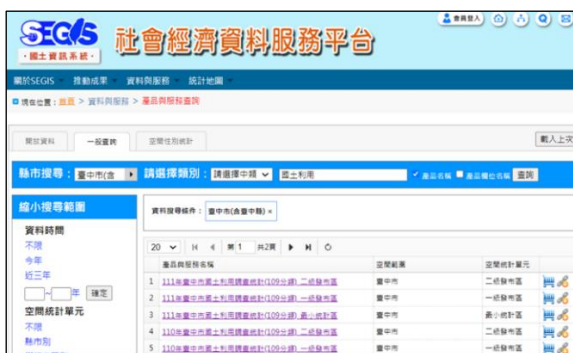 會員登入
SEGIS
•國土資訊系統•
社會經濟資料服務平台
關於SEGIS 推動成果 資料與服務 統計地圖
現在位置：首頁 > 資料與服務 > 產品與服務查詢
開放資料 一般查詢 空間性別統計 載入上次
縣市搜尋： 臺中市(含 請選擇類別： 請選擇中類 國土利用 產品名稱 產品欄位名稱 查詢
縮小搜尋範圍
資料時間
不限
今年
近三年
~ 年 確定
空間統計單元
不限
縣市別
資料搜尋條件： 臺中市(含臺中縣) ×
20 第 1 共2頁
產品與服務名稱 空間範圍 空間統計單元
1 111年臺中市國土利用調查統計(109分類)_二級發布區 臺中市 二級發布區
2 111年臺中市國土利用調查統計(109分類)_一級發布區 臺中市 一級發布區
3 111年臺中市國土利用調查統計(109分類)_最小統計區 臺中市 最小統計區
4 110年臺中市國土利用調查統計(109分類)_二級發布區 臺中市 二級發布區
5 110年臺中市國土利用調查統計(109分類)_一級發布區 臺中市 一級發布區